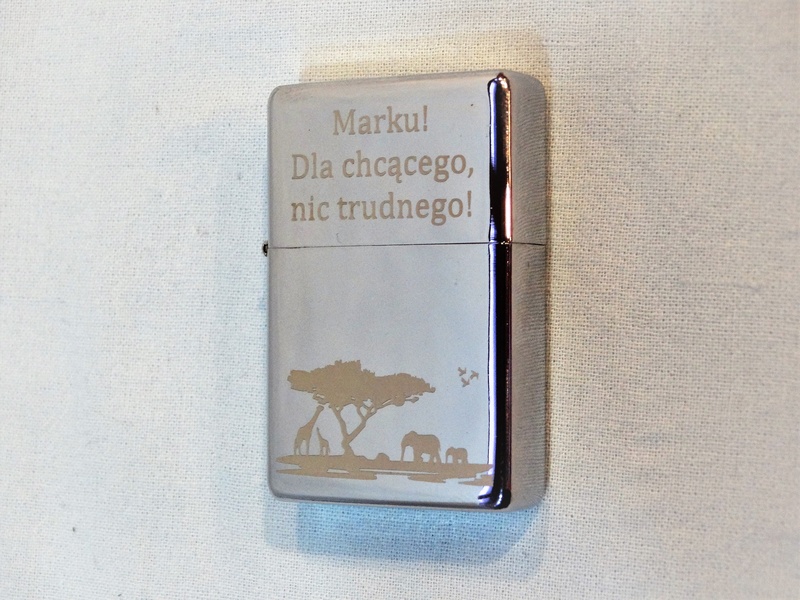 Marku!
Dla chcącego,
nic trudnego!